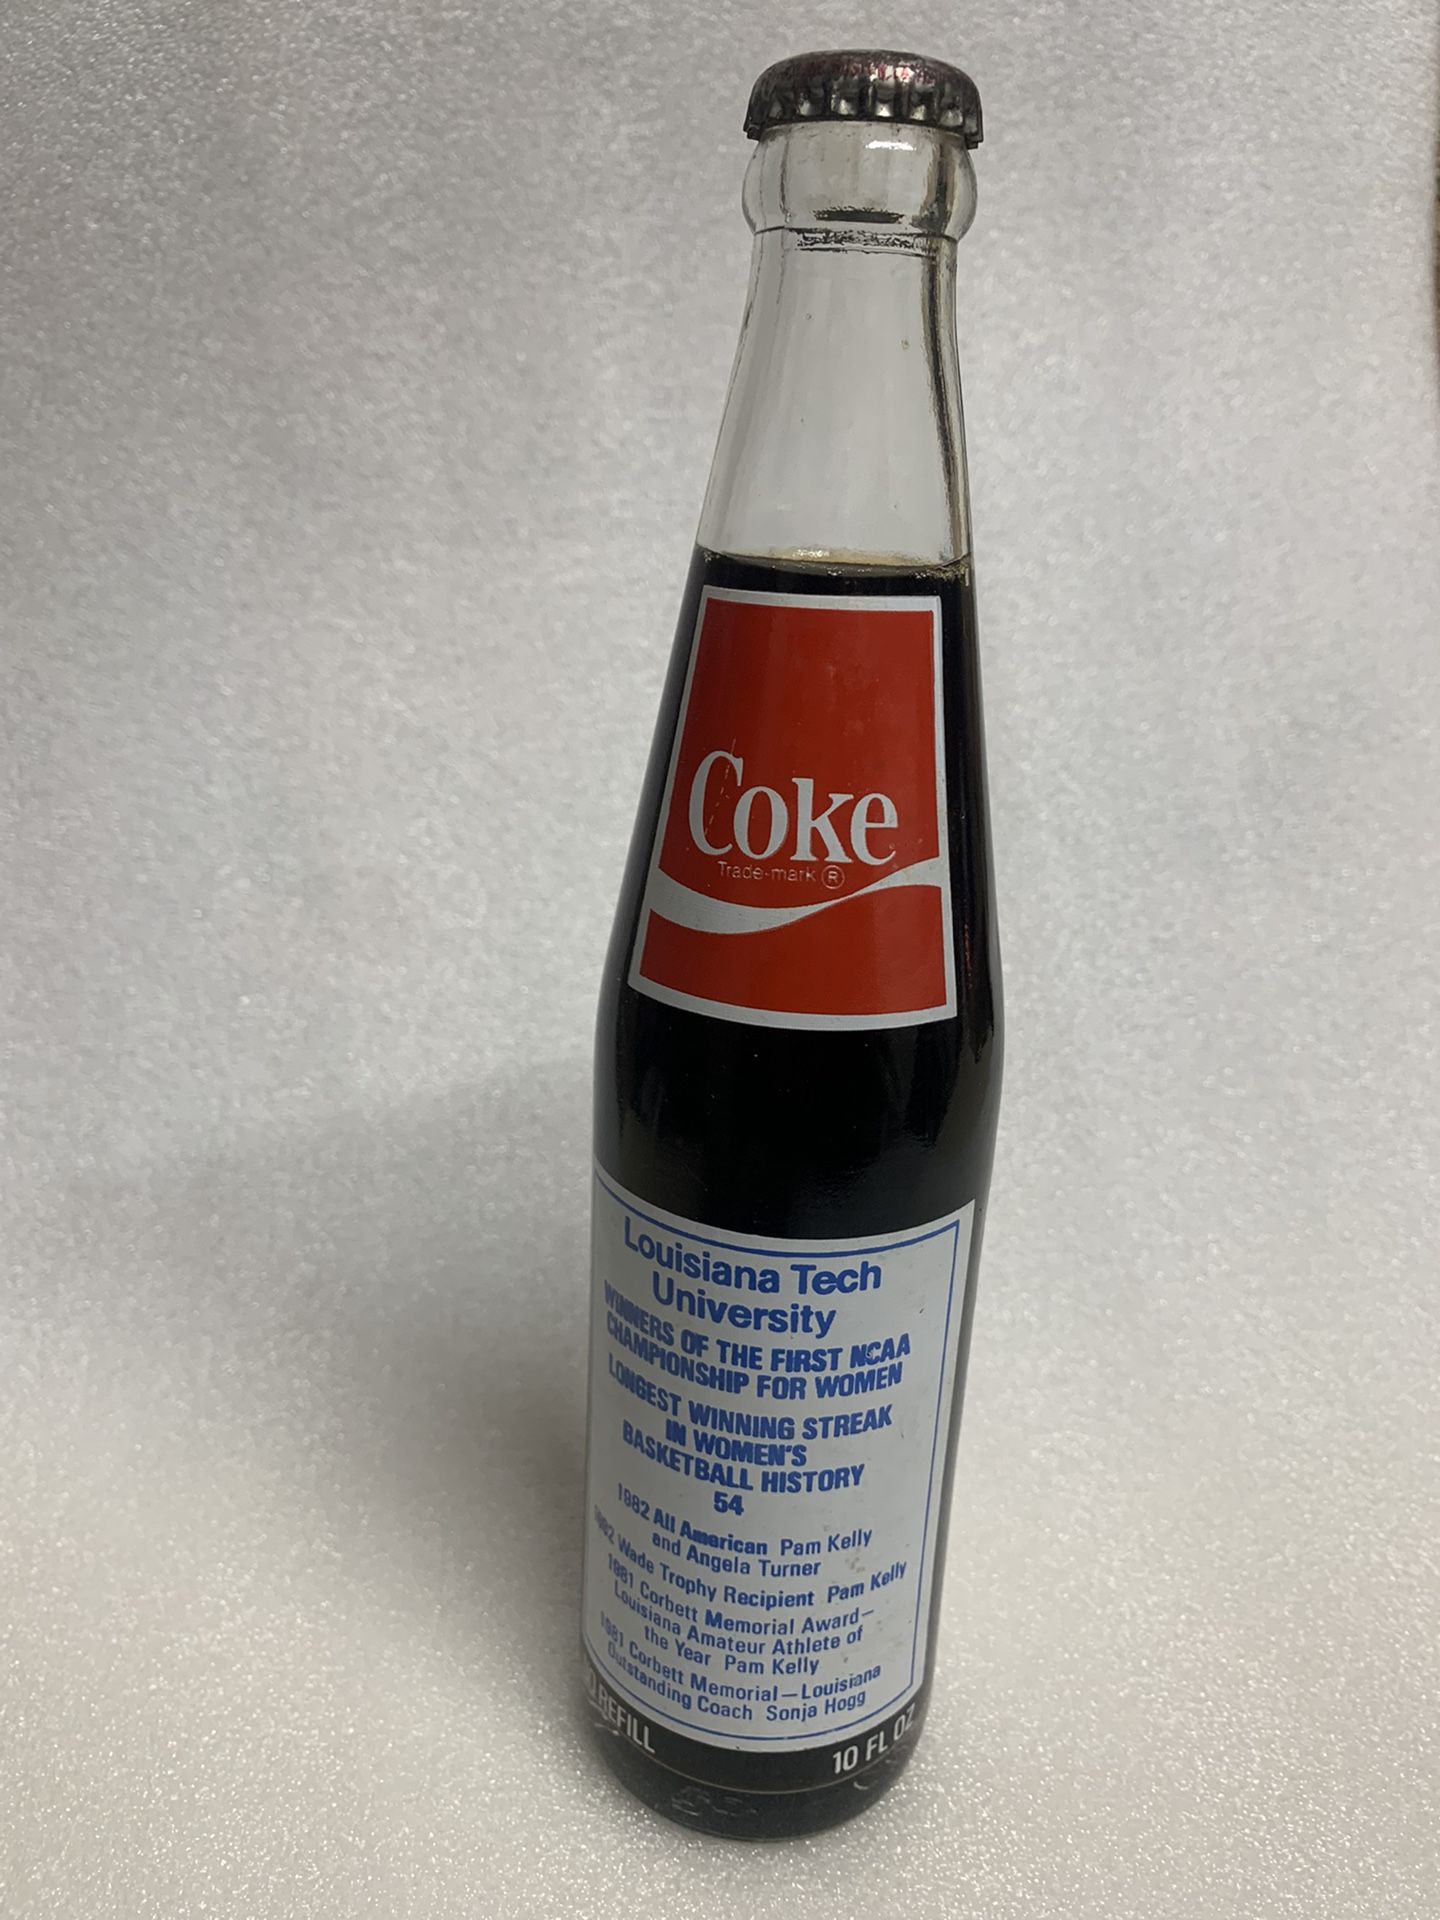 Coke
Trade-mark ®
Louisiana Tech
University
WINNERS OF THE FIRST NCAA
CHAMPIONSHIP FOR WOMEN
LONGEST WINNING STREAK
IN WOMEN'S
BASKETBALL HISTORY
54
1982 All American Pam Kelly
and Angela Turner
1982 Wade Trophy Recipient Pam Kelly
1981 Corbett Memorial Award—
Louisiana Amateur Athlete of
the Year Pam Kelly
1981 Corbett Memorial—Louisiana
Outstanding Coach Sonja Hogg
REFILL
10 FL OZ